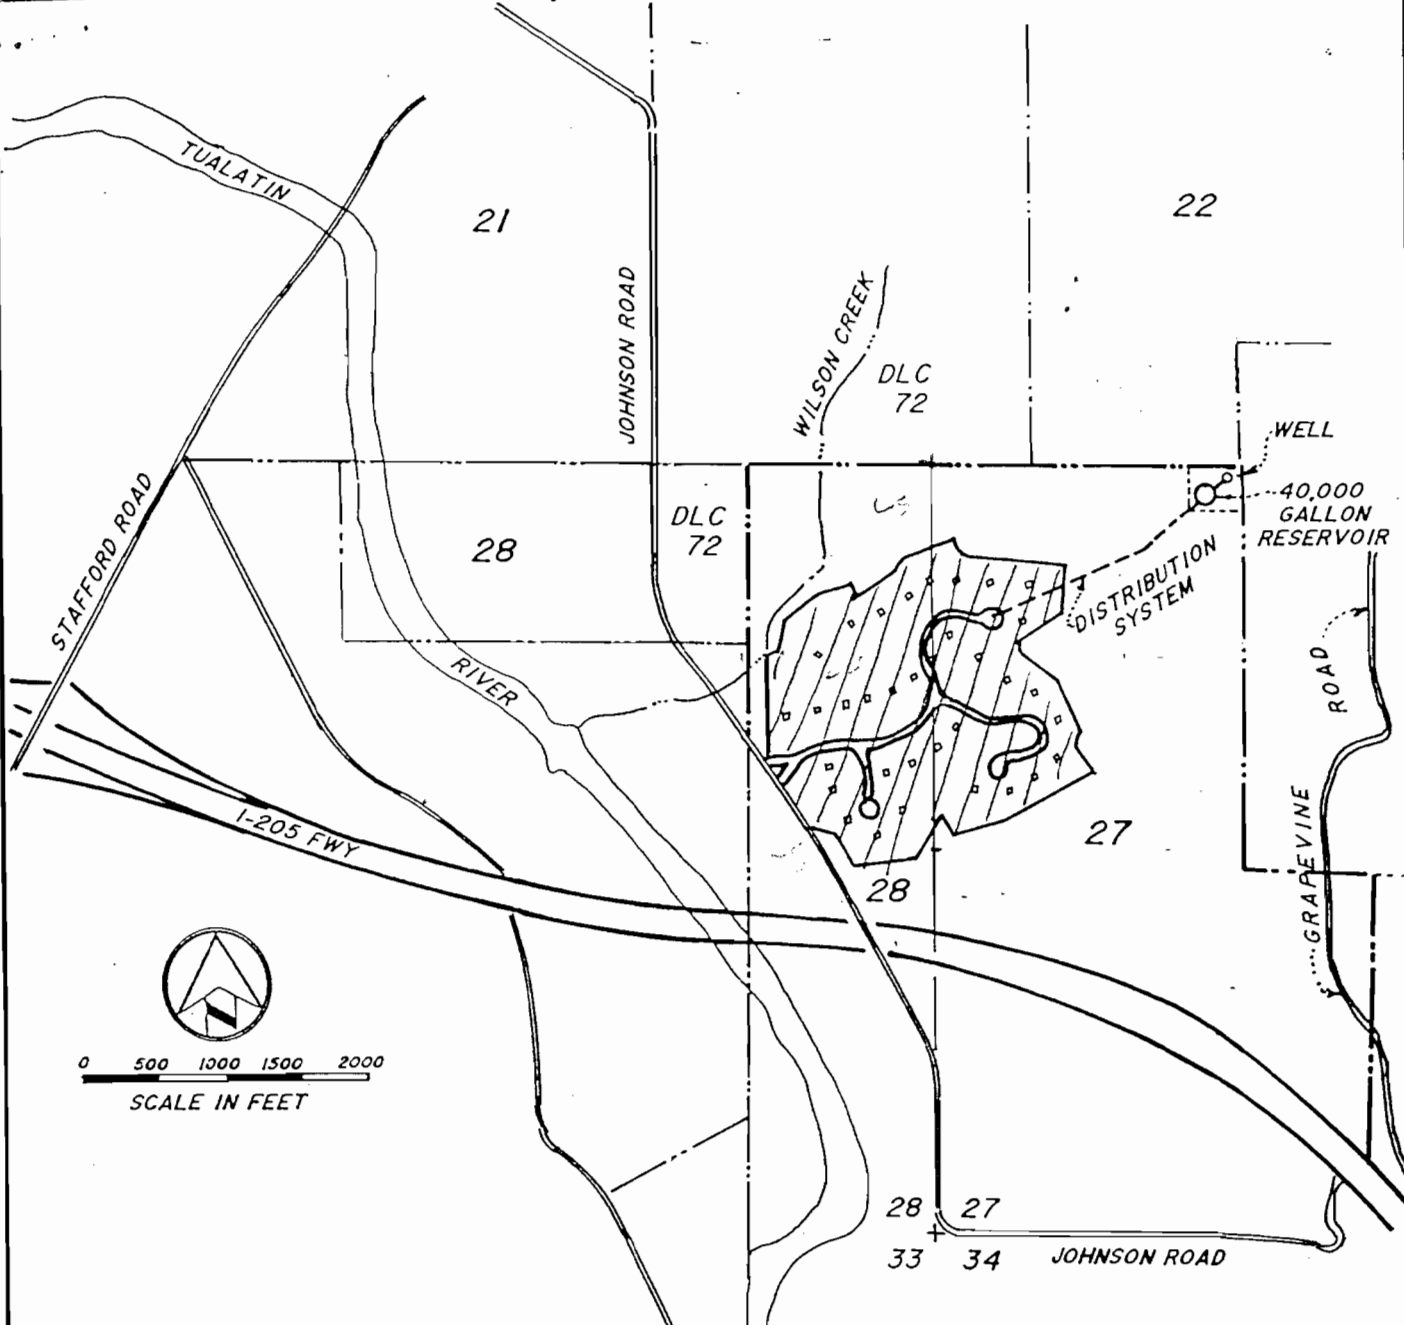 TUALATIN
21
22
JOHNSON ROAD
WILSON CREEK
DLC
72
WELL
40,000
GALLON
RESERVOIR
STAFFORD ROAD
28
DLC
72
DISTRIBUTION
SYSTEM
RIVER
ROAD
GRAPEVINE
I-205 FWY
27
28
0 500 1000 1500 2000
SCALE IN FEET
28 27
33 34
JOHNSON ROAD